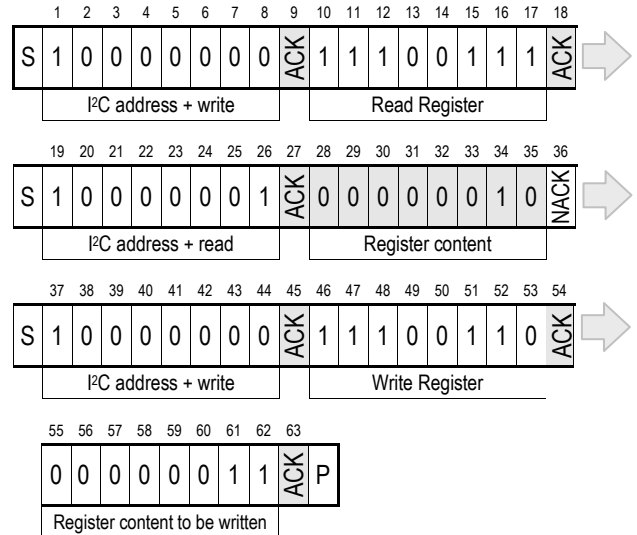 1 2 3 4 5 6 7 8 9 10 11 12 13 14 15 16 17 18
S 1 0 0 0 0 0 0 0 ACK 1 1 1 0 0 1 1 1 ACK
I²C address + write Read Register
19 20 21 22 23 24 25 26 27 28 29 30 31 32 33 34 35 36
S 1 0 0 0 0 0 0 1 ACK 0 0 0 0 0 0 1 0 NACK
I²C address + read Register content
37 38 39 40 41 42 43 44 45 46 47 48 49 50 51 52 53 54
S 1 0 0 0 0 0 0 0 ACK 1 1 1 0 0 1 1 0 ACK
I²C address + write Write Register
55 56 57 58 59 60 61 62 63
0 0 0 0 0 0 1 1 ACK P
Register content to be written